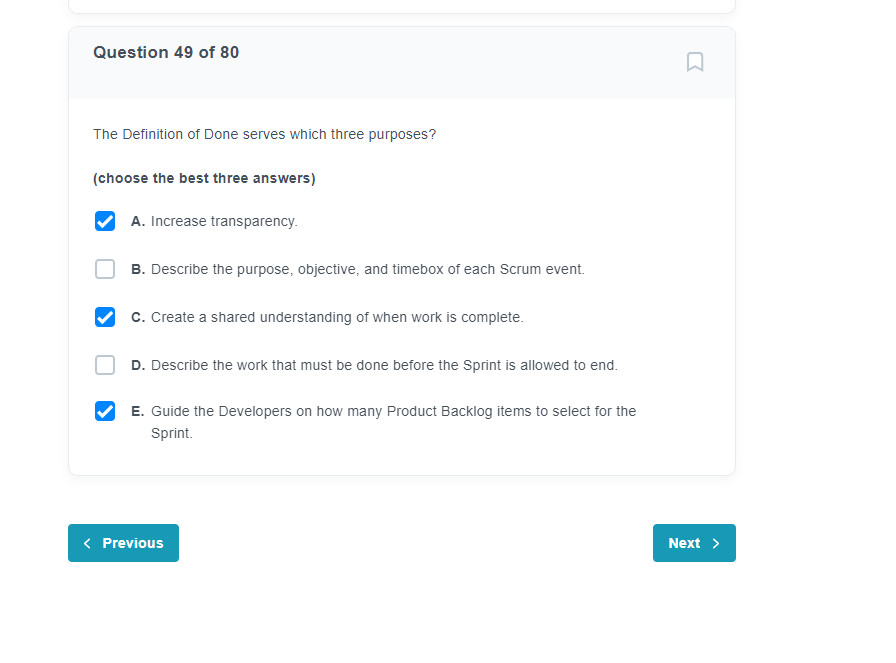 Question 49 of 80
The Definition of Done serves which three purposes?
(choose the best three answers)
A. Increase transparency.
B. Describe the purpose, objective, and timebox of each Scrum event.
C. Create a shared understanding of when work is complete.
D. Describe the work that must be done before the Sprint is allowed to end.
E. Guide the Developers on how many Product Backlog items to select for the
Sprint.
Previous
Next